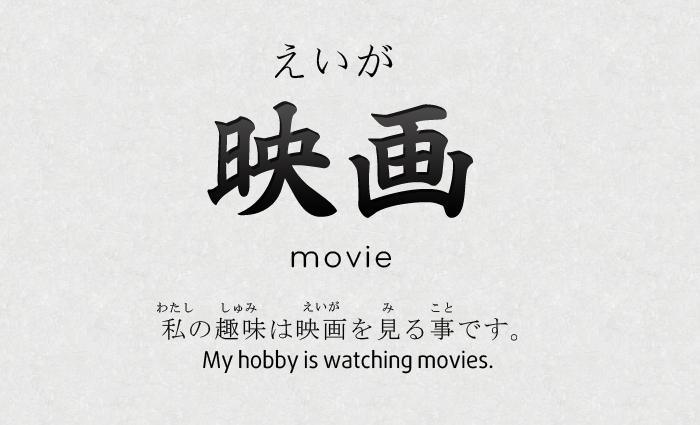 えいが
映画
movie
わたし しゅみ えいが み こと
私の趣味は映画を見る事です。
My hobby is watching movies.